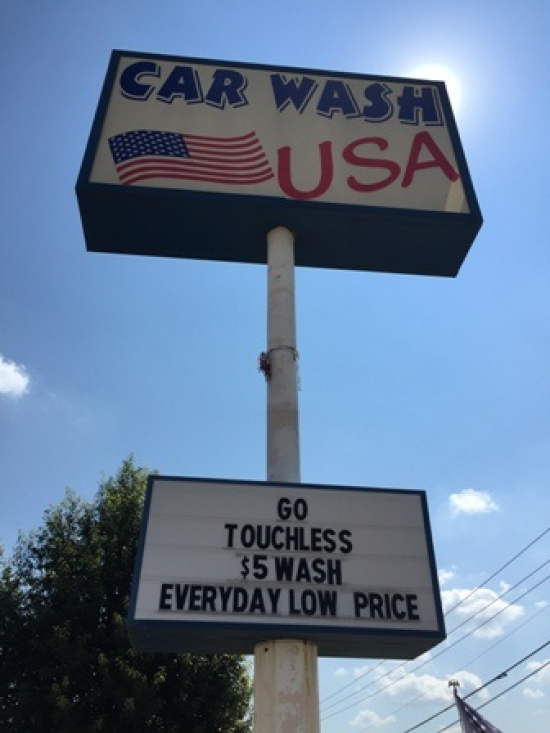 CAR WASH
USA
GO
TOUCHLESS
$5 WASH
EVERYDAY LOW PRICE